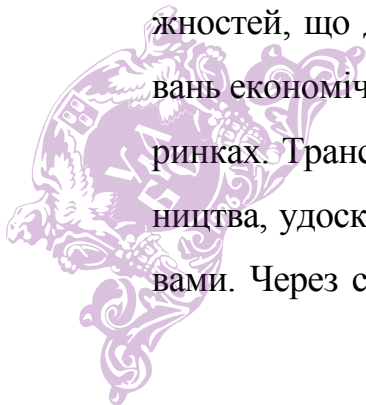 жностей, що д
вань економіч
ринках. Транс
ництва, удоск
вами. Через с